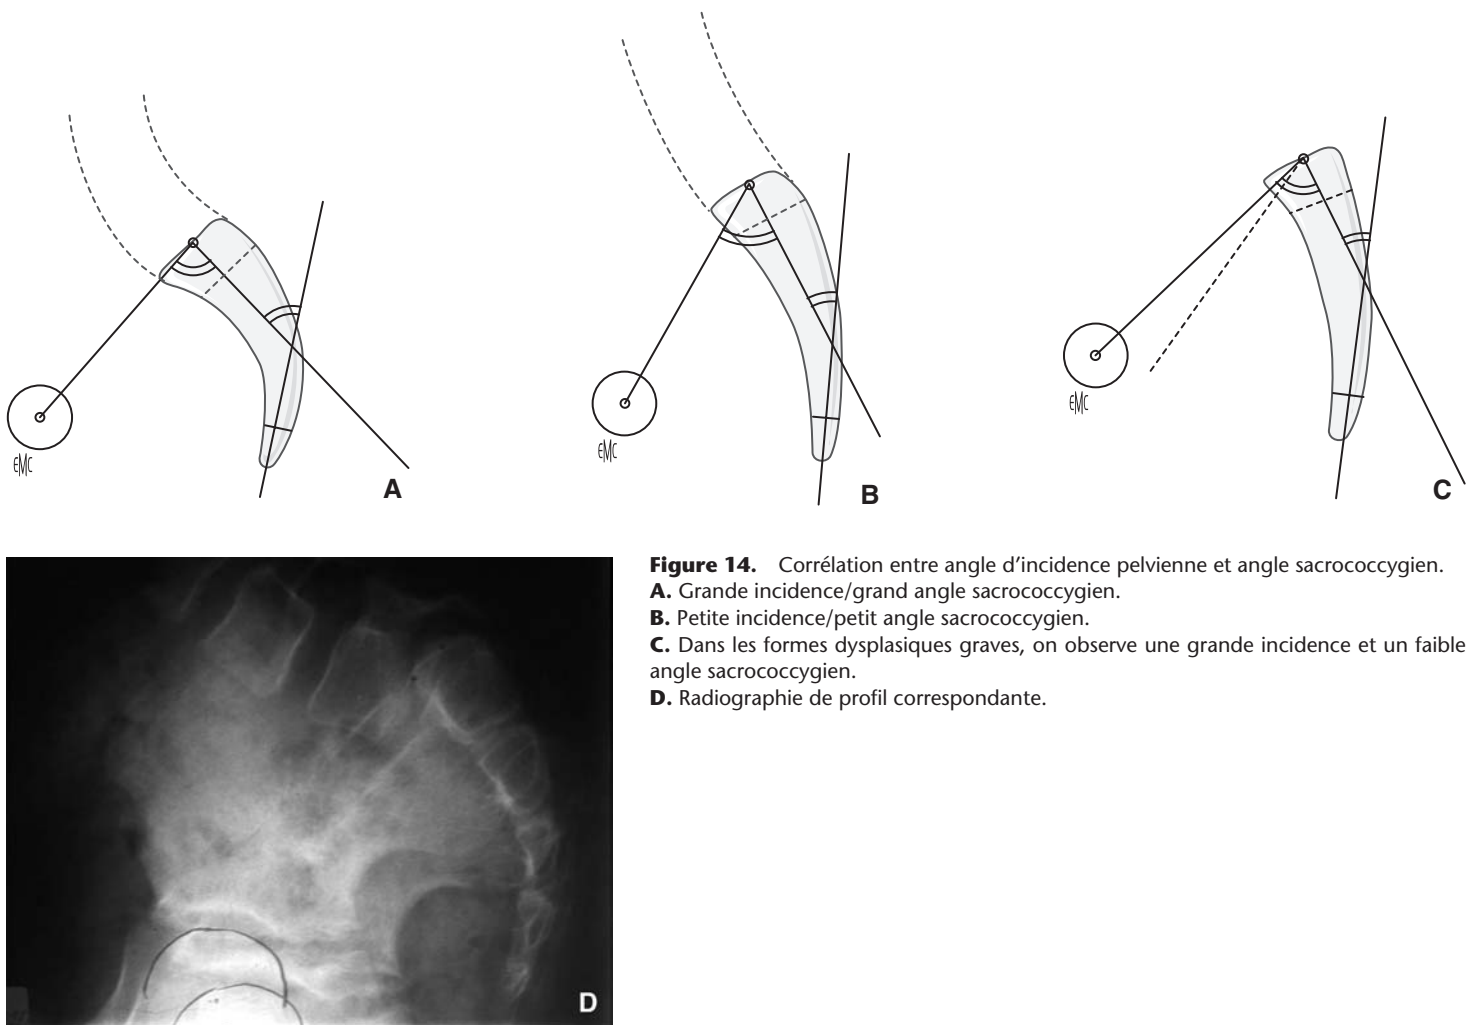 EMC
A
EMC
B
EMC
C
D
Figure 14. Corrélation entre angle d'incidence pelvienne et angle sacrococcygien.
A. Grande incidence/grand angle sacrococcygien.
B. Petite incidence/petit angle sacrococcygien.
C. Dans les formes dysplasiques graves, on observe une grande incidence et un faible
angle sacrococcygien.
D. Radiographie de profil correspondante.